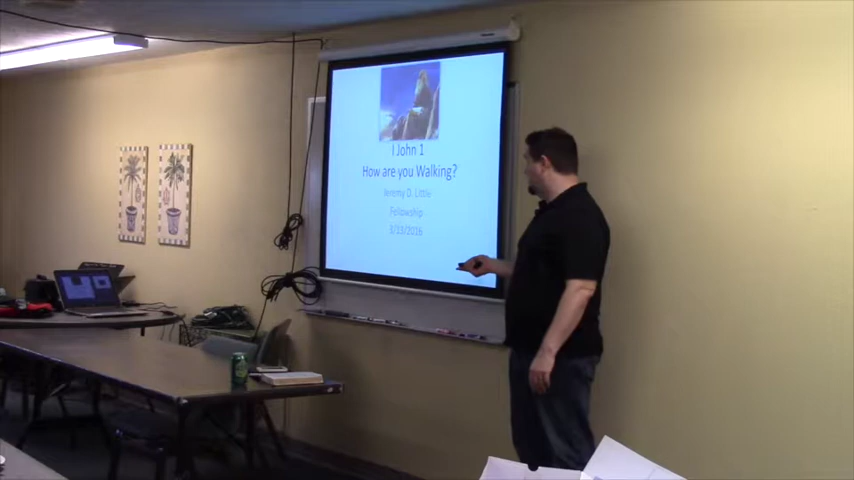 I John 1
How are you Walking?
Jeremy D. Little
Fellowship
3/13/2016